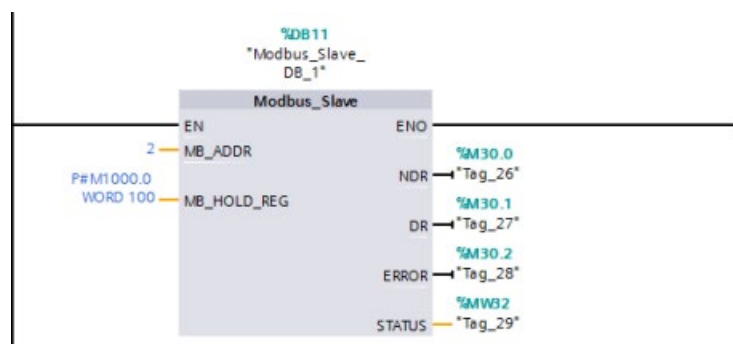 %DB11
"Modbus_Slave_
DB_1"
Modbus_Slave
EN ENO
2 MB_ADDR
%M30.0
NDR "Tag_26"
P#M1000.0
WORD 100 MB_HOLD_REG
%M30.1
DR "Tag_27"
%M30.2
ERROR "Tag_28"
%MW32
STATUS "Tag_29"